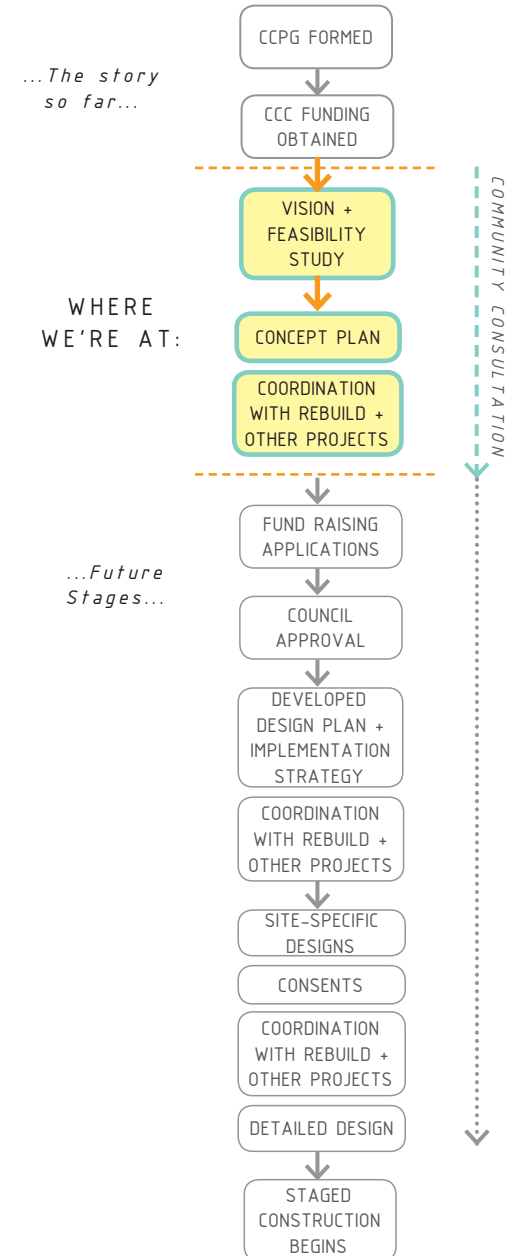 CCPG FORMED
...The story
so far...
CCC FUNDING
OBTAINED
VISION +
FEASIBILITY
STUDY
WHERE
WE'RE AT:
CONCEPT PLAN
COORDINATION
WITH REBUILD +
OTHER PROJECTS
COMMUNITY CONSULTATION
FUND RAISING
APPLICATIONS
...Future
Stages...
COUNCIL
APPROVAL
DEVELOPED
DESIGN PLAN +
IMPLEMENTATION
STRATEGY
COORDINATION
WITH REBUILD +
OTHER PROJECTS
SITE-SPECIFIC
DESIGNS
CONSENTS
COORDINATION
WITH REBUILD +
OTHER PROJECTS
DETAILED DESIGN
STAGED
CONSTRUCTION
BEGINS